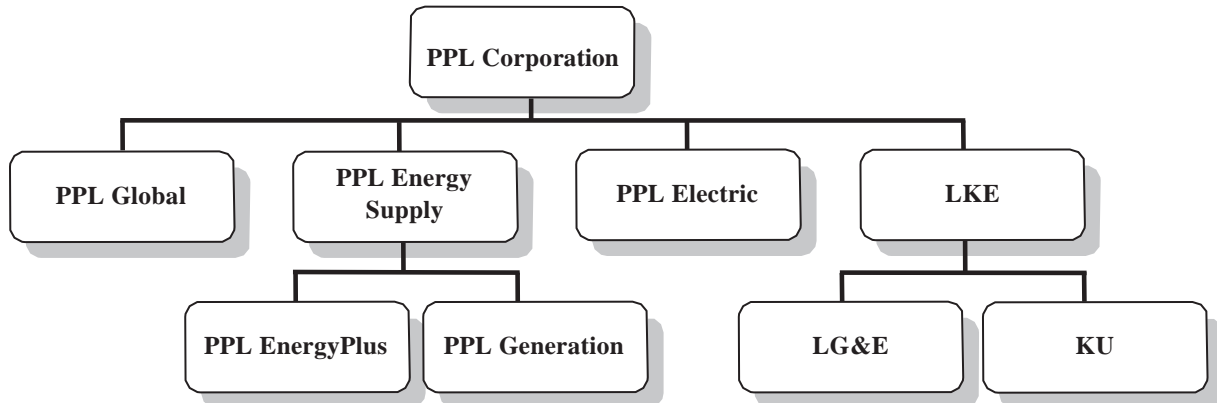 PPL Corporation
PPL Global
PPL Energy
Supply
PPL Electric
LKE
PPL EnergyPlus
PPL Generation
LG&E
KU